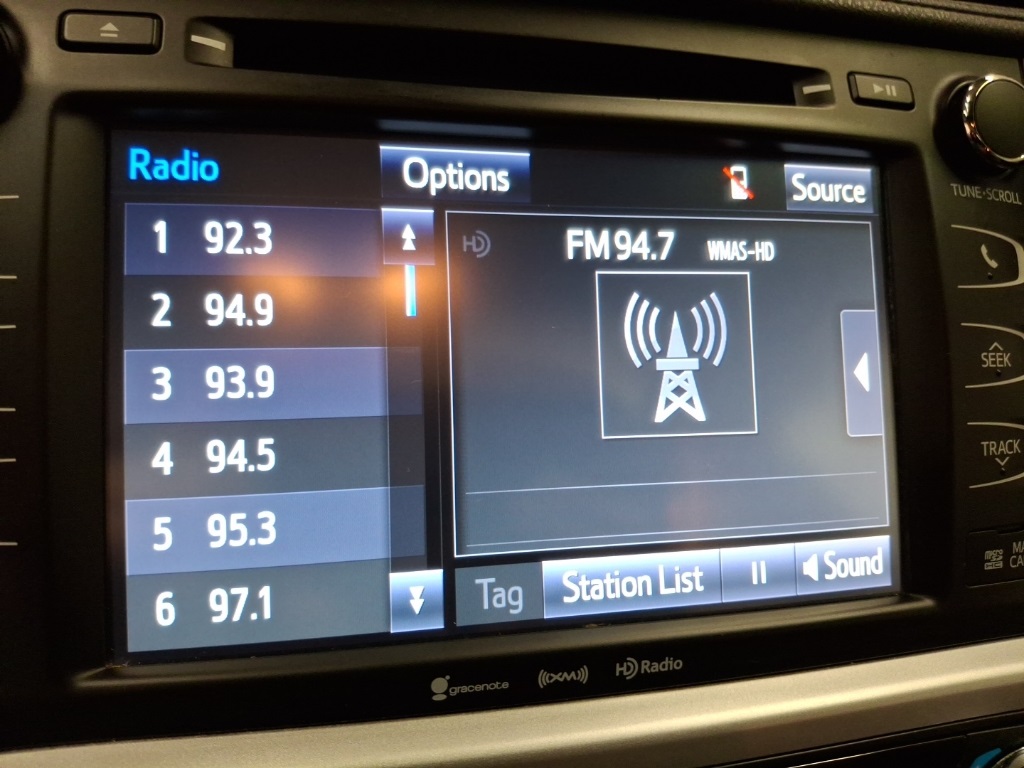 Radio
Options
Source
TUNE•SCROLL
1 92.3
2 94.9
3 93.9
4 94.5
5 95.3
6 97.1
HD
FM 94.7 WMAS-HD
SEEK
TRACK
Tag
Station List
Sound
micro
gracenote
((XM))
HD Radio